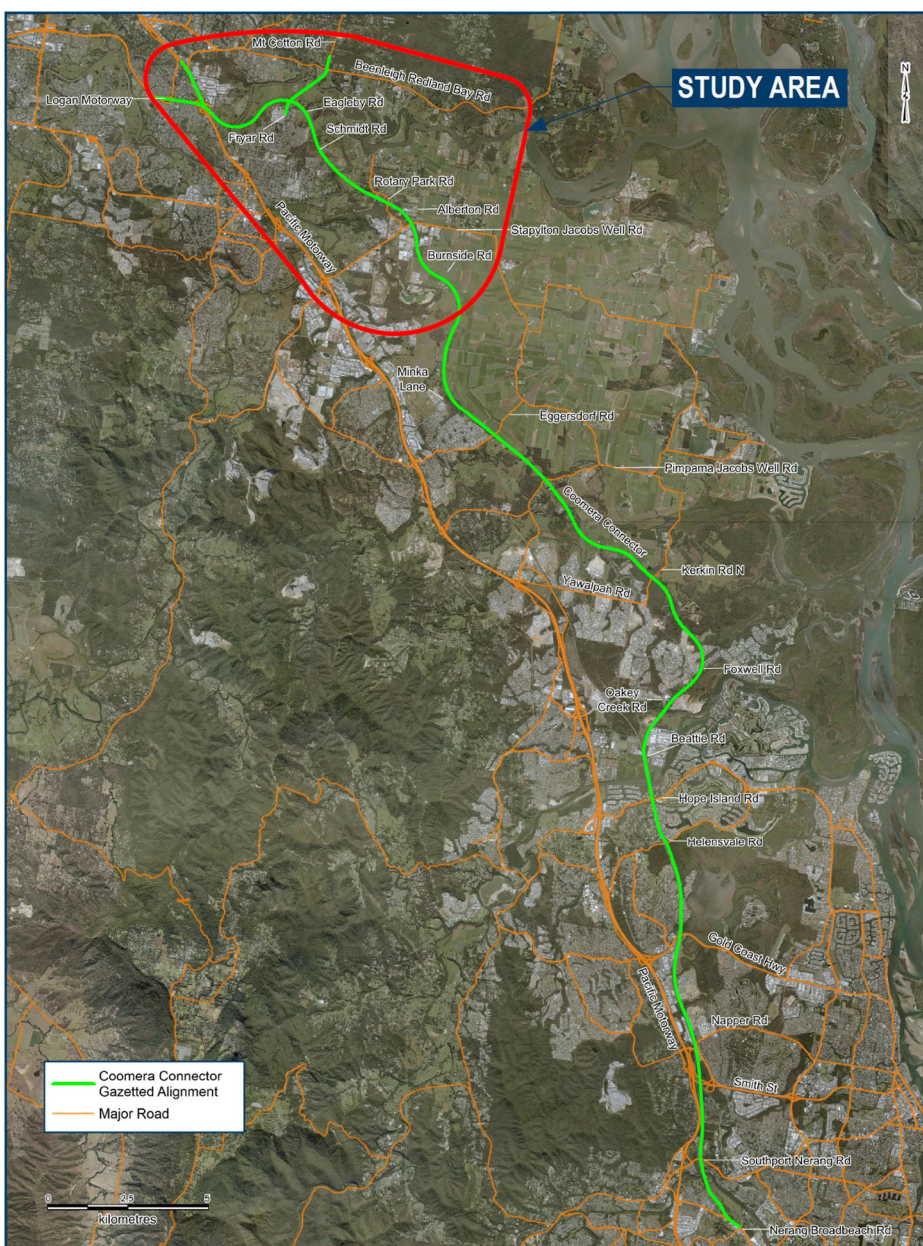 Mt Cotton Rd
Beenleigh Redland Bay Rd
STUDY AREA
N
Logan Motorway
Eagleby Rd
Fryar Rd
Schmidt Rd
Rotary Park Rd
Alberton Rd
Pacific Motorway
Stapylton Jacobs Well Rd
Burnside Rd
Minka
Lane
Eggersdorf Rd
Pimpama Jacobs Well Rd
Coomera Connector
Kerkin Rd N
Yawalpah Rd
Foxwell Rd
Oakey
Creek Rd
Beattie Rd
Hope Island Rd
Helensvale Rd
Gold Coast Hwy
Pacific Motorway
Napper Rd
Smith St
Coomera Connector
Gazetted Alignment
Major Road
Southport Nerang Rd
0 2.5 5
kilometres
Nerang Broadbeach Rd